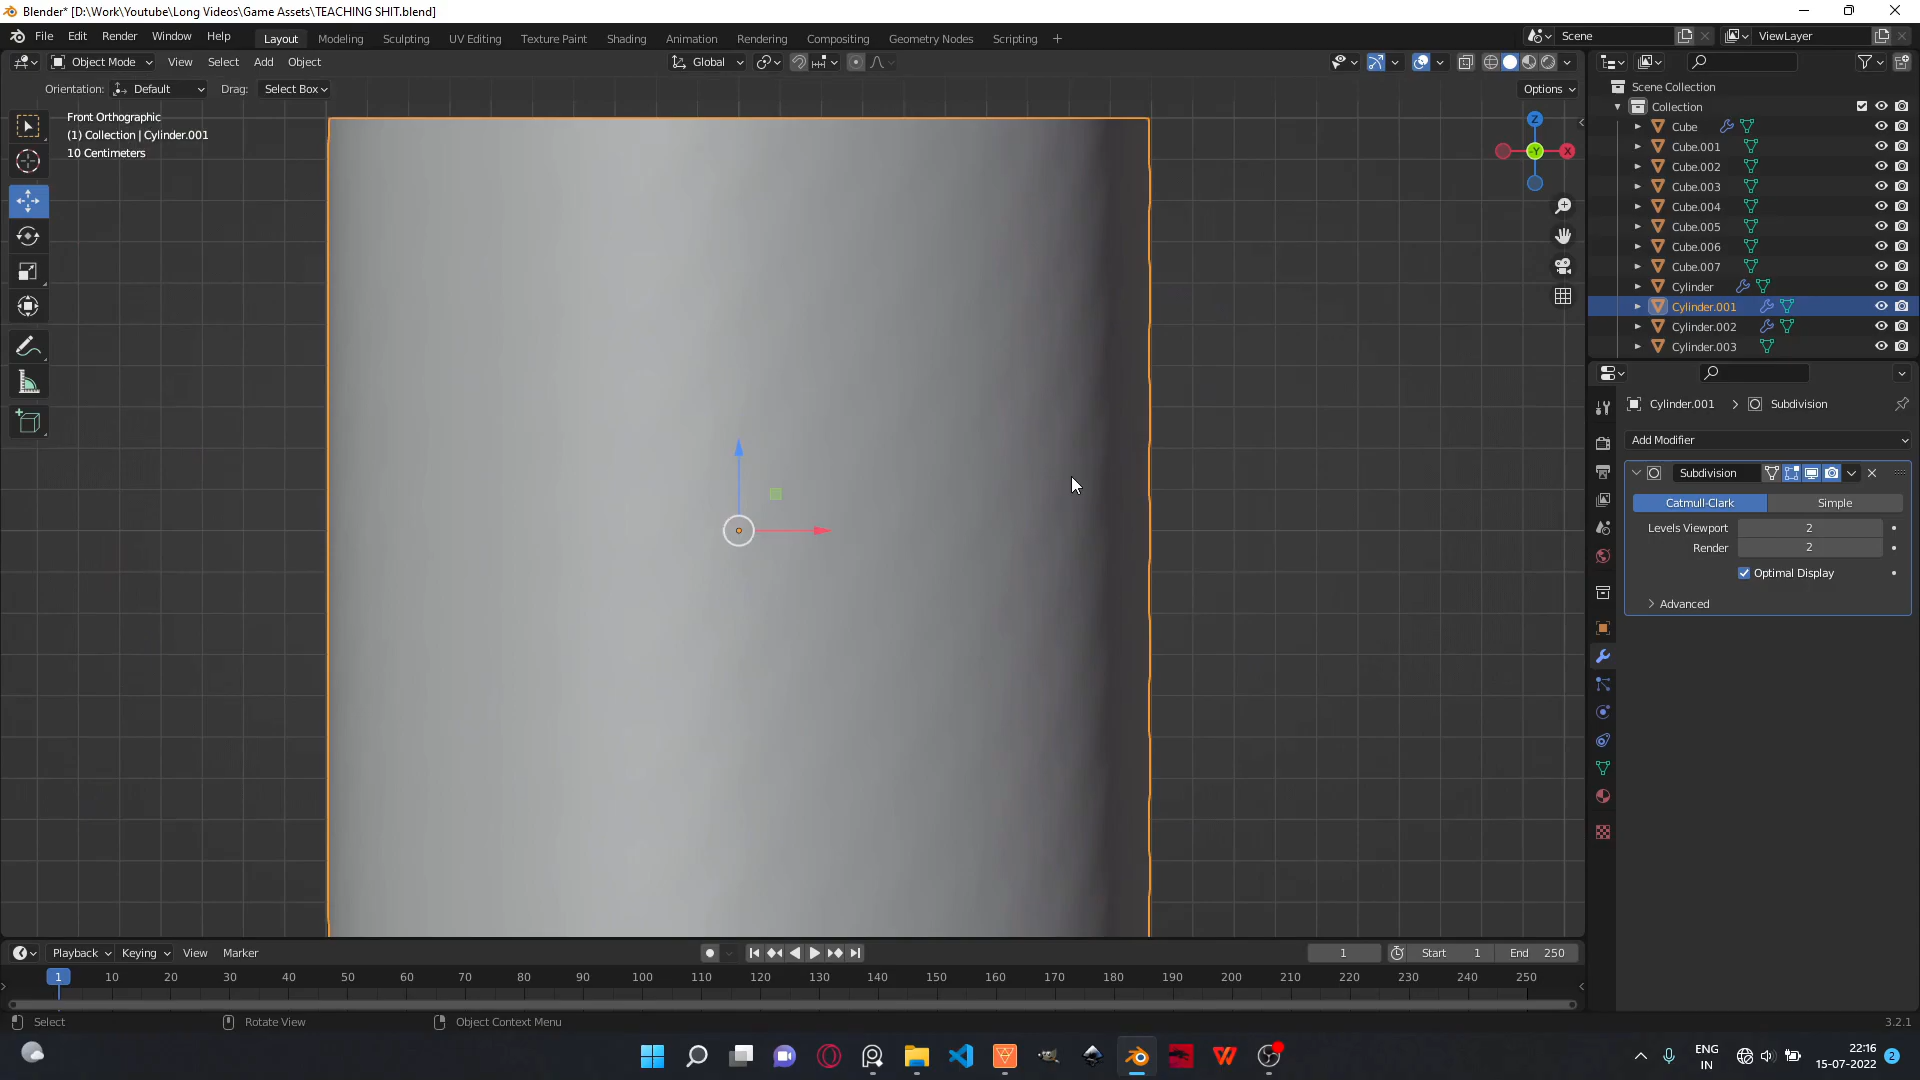 Blender* [D:\Work\Youtube\Long Videos\Game Assets\TEACHING SHIT.blend]
File Edit Render Window Help Layout Modeling Sculpting UV Editing Texture Paint Shading Animation Rendering Compositing Geometry Nodes Scripting + Scene ViewLayer
Object Mode View Select Add Object Global
Orientation: Default Drag: Select Box Options
Front Orthographic
(1) Collection | Cylinder.001
10 Centimeters
Z
-Y
X
Scene Collection
Collection
Cube
Cube.001
Cube.002
Cube.003
Cube.004
Cube.005
Cube.006
Cube.007
Cylinder
Cylinder.001
Cylinder.002
Cylinder.003
Cylinder.001 Subdivision
Add Modifier
Subdivision
Catmull-Clark Simple
Levels Viewport 2
Render 2
Optimal Display
Advanced
Playback Keying View Marker 1 Start 1 End 250
1 10 20 30 40 50 60 70 80 90 100 110 120 130 140 150 160 170 180 190 200 210 220 230 240 250
Select Rotate View Object Context Menu 3.2.1
ENG
IN
22:16
15-07-2022
2